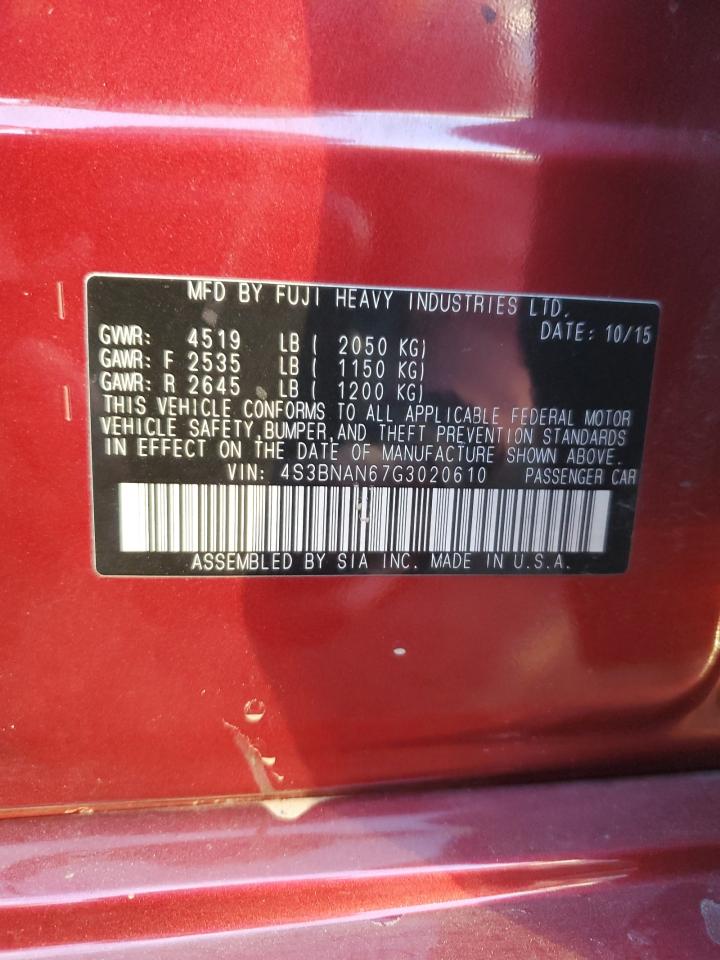 MFD BY FUJI HEAVY INDUSTRIES LTD.
DATE: 10/15
GVWR: 4519 LB ( 2050 KG)
GAWR: F 2535 LB ( 1150 KG)
GAWR: R 2645 LB ( 1200 KG)
THIS VEHICLE CONFORMS TO ALL APPLICABLE FEDERAL MOTOR
VEHICLE SAFETY,BUMPER,AND THEFT PREVENTION STANDARDS
IN EFFECT ON THE DATE OF MANUFACTURE SHOWN ABOVE.
VIN: 4S3BNAN67G3020610 PASSENGER CAR
ASSEMBLED BY SIA INC. MADE IN U.S.A.